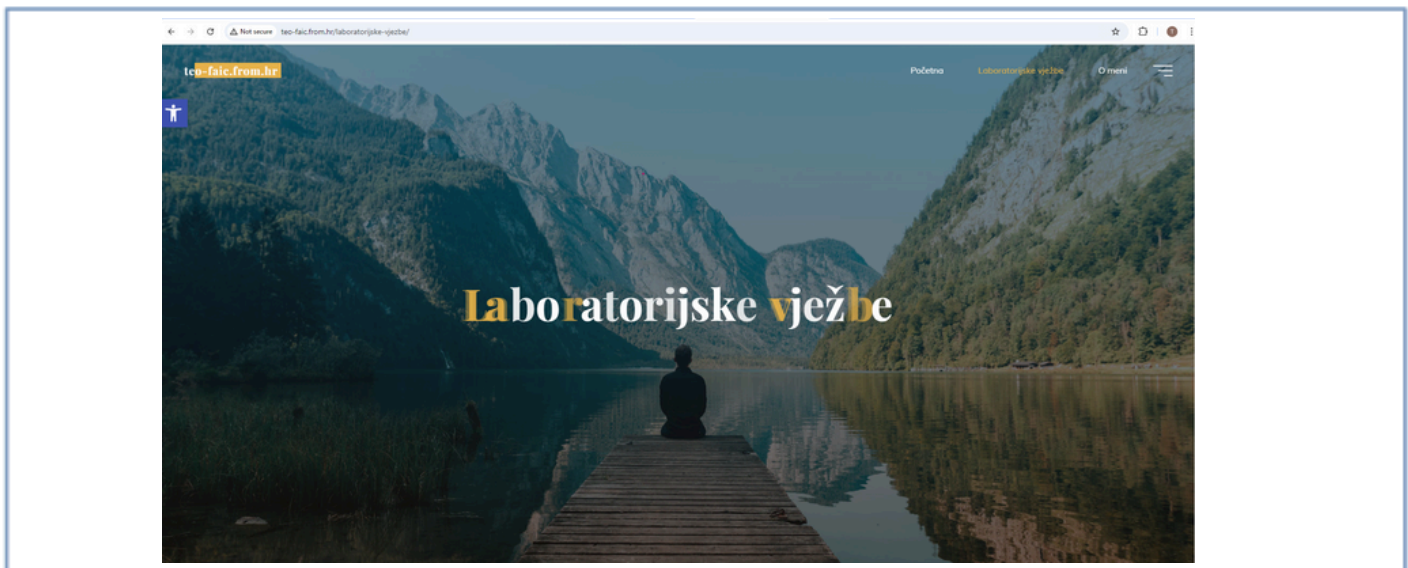 Not secure teo-faic.from.hr/laboratorijske-vjezbe/
teo-faic.from.hr
Početna Laboratorijske vježbe O meni
Laboratorijske vježbe